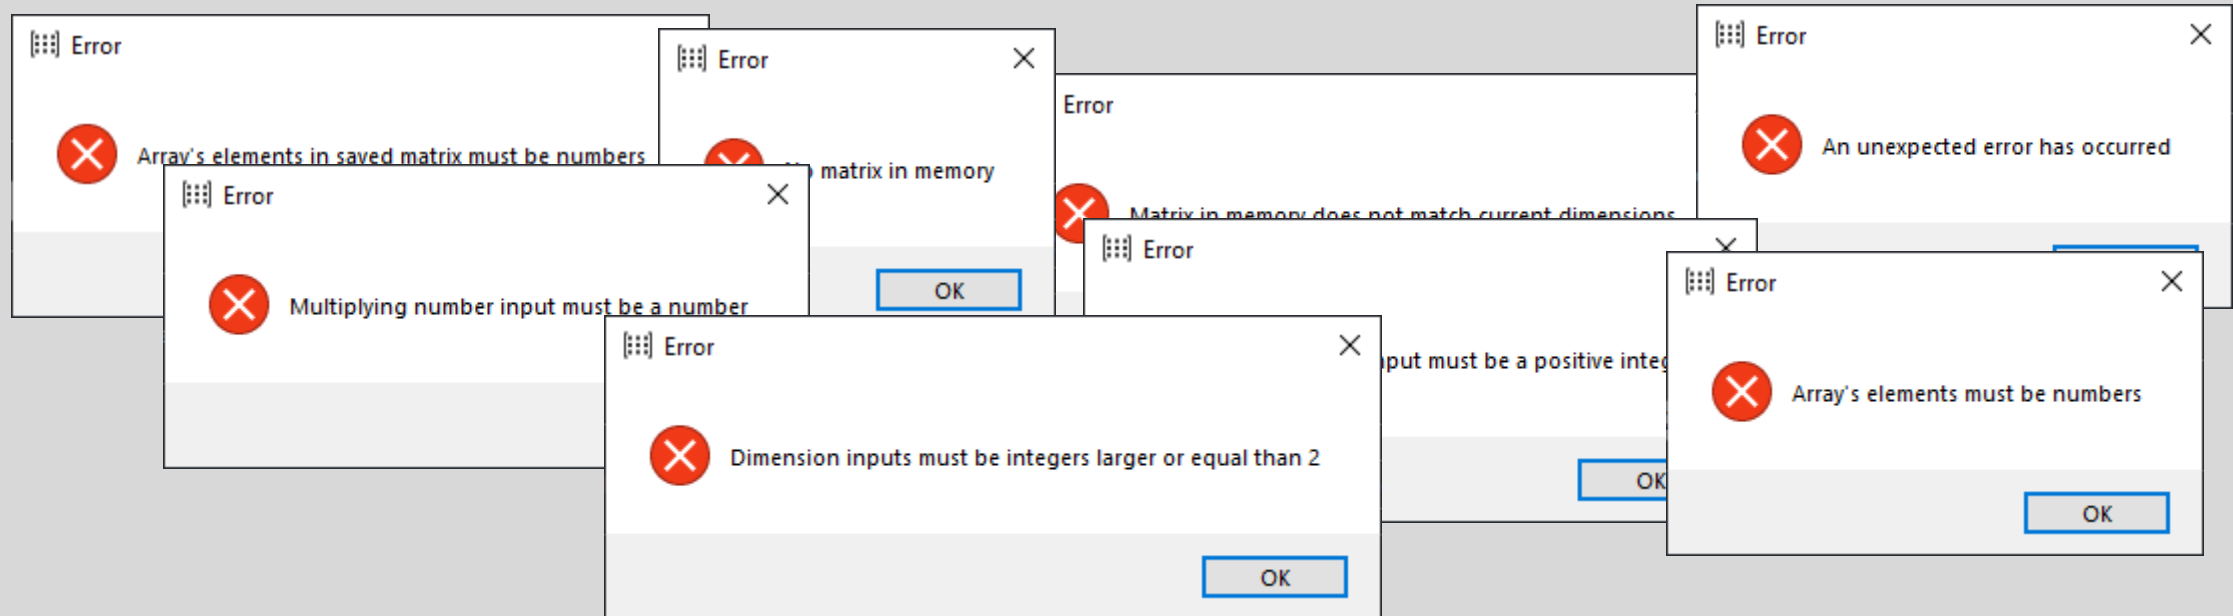 Error
Array's elements in saved matrix must be numbers
Error
matrix in memory
OK
Error
Matrix in memory does not match current dimensions
Error
An unexpected error has occurred
Error
Multiplying number input must be a number
Error
must be a positive
OK
Error
Array's elements must be numbers
OK
Error
Dimension inputs must be integers larger or equal than 2
OK